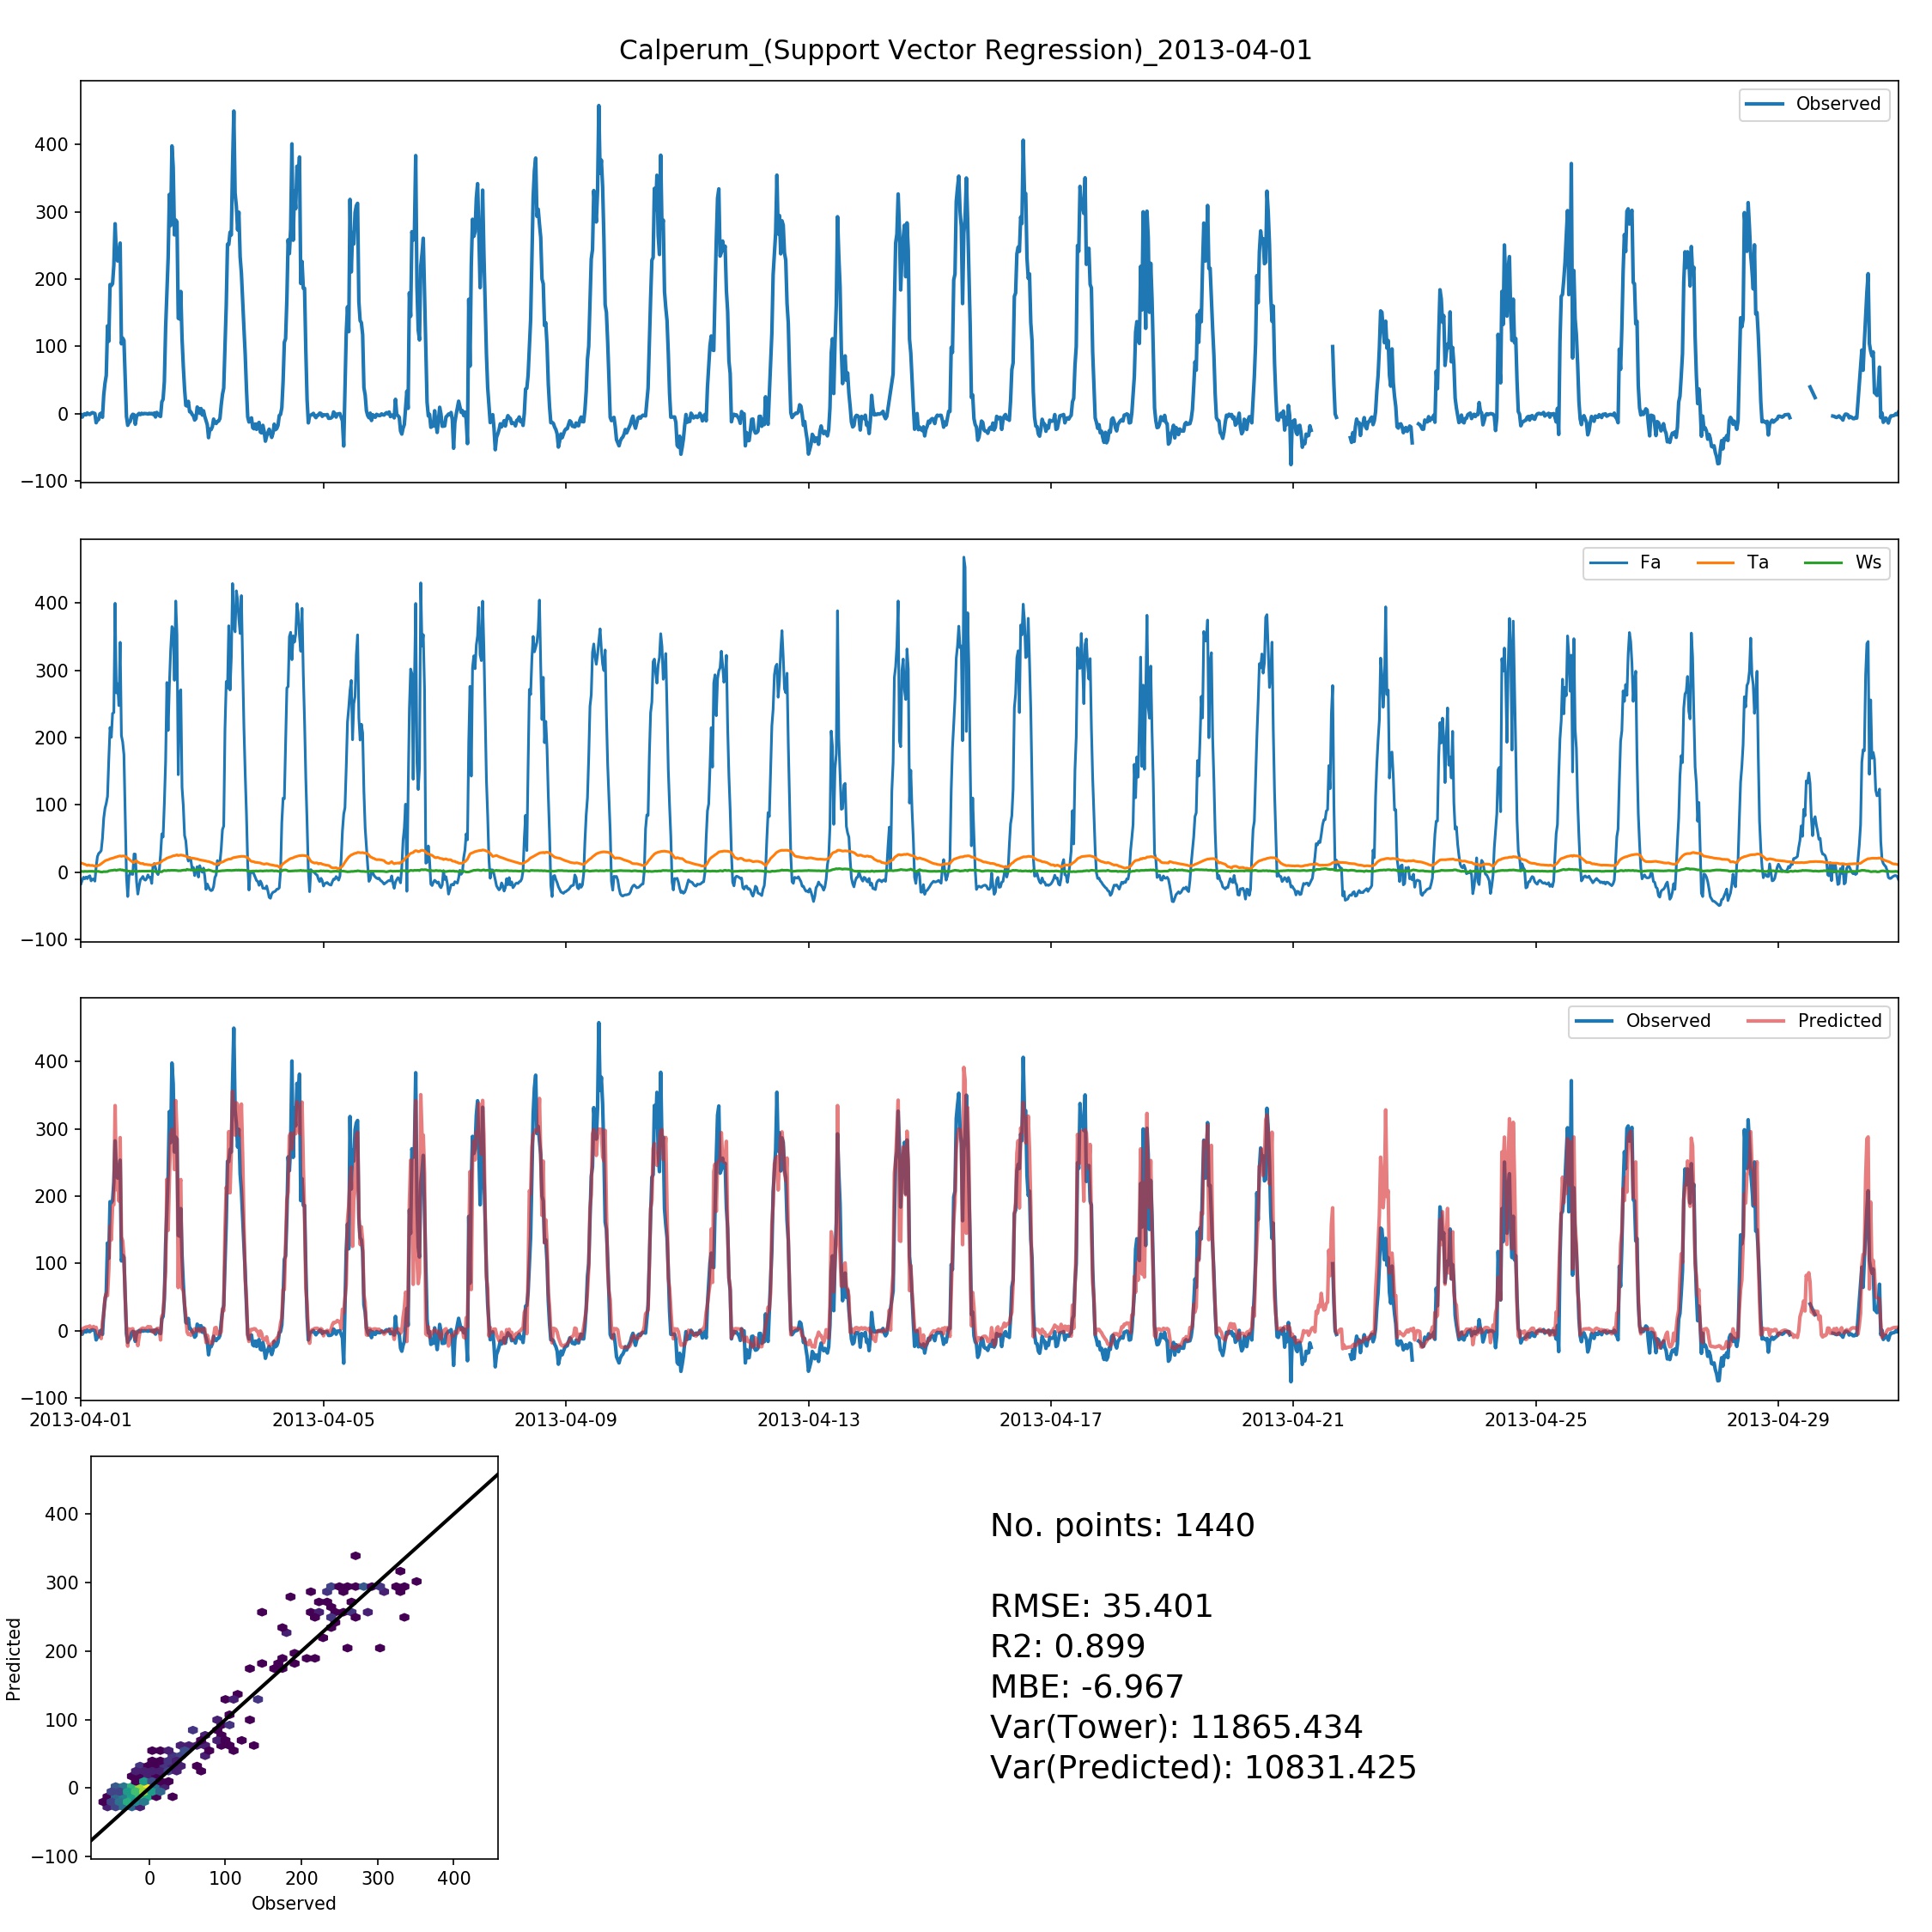 Calperum_(Support Vector Regression)_2013-04-01
Observed
400
300
200
100
0
−100
Fa Ta Ws
400
300
200
100
0
−100
Observed Predicted
400
300
200
100
0
−100
2013-04-01 2013-04-05 2013-04-09 2013-04-13 2013-04-17 2013-04-21 2013-04-25 2013-04-29
Predicted
400
300
200
100
0
−100
0 100 200 300 400
Observed
No. points: 1440
RMSE: 35.401
R2: 0.899
MBE: -6.967
Var(Tower): 11865.434
Var(Predicted): 10831.425